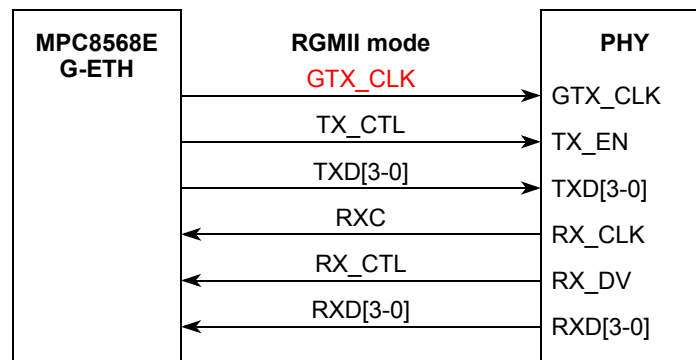 MPC8568E
G-ETH
RGMII mode
PHY
GTX_CLK
GTX_CLK
TX_CTL
TX_EN
TXD[3-0]
TXD[3-0]
RXC
RX_CLK
RX_CTL
RX_DV
RXD[3-0]
RXD[3-0]